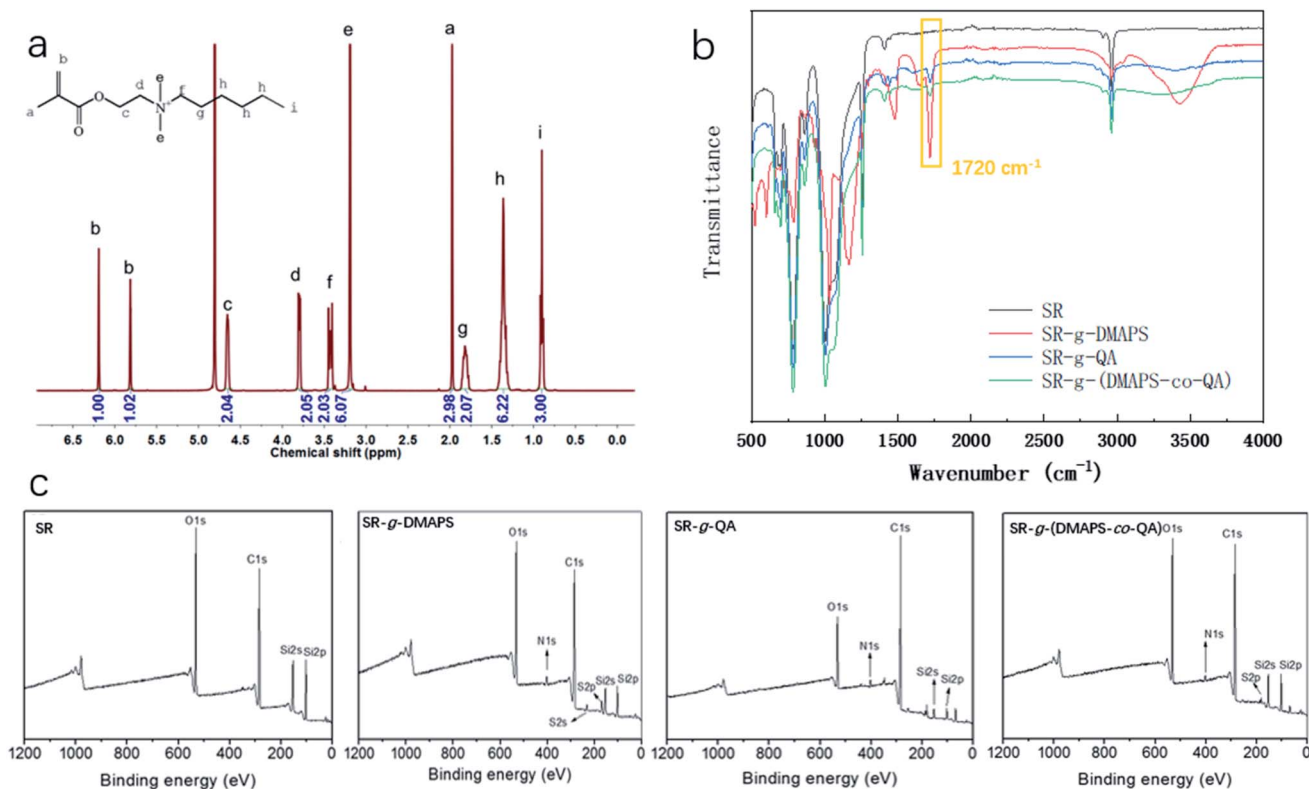 a
b
e
a
d
e
f
h
h
i
N+
a
O
c
e
g
h
O
b
b
c
d
f
g
h
i
1.00
1.02
2.04
2.05
2.03
6.07
2.98
2.07
6.22
3.00
6.5
6.0
5.5
5.0
4.5
4.0
3.5
3.0
2.5
2.0
1.5
1.0
0.5
0.0
Chemical shift (ppm)
b
1720 cm⁻¹
Transmittance
SR
SR-g-DMAPS
SR-g-QA
SR-g-(DMAPS-co-QA)
500
1000
1500
2000
2500
3000
3500
4000
Wavenumber (cm⁻¹)
c
SR
O1s
C1s
Si2s
Si2p
1200 1000 800 600 400 200 0
Binding energy (eV)
SR-g-DMAPS
O1s
C1s
N1s
S2p
Si2s
Si2p
S2s
1200 1000 800 600 400 200 0
Binding energy (eV)
SR-g-QA
C1s
O1s
N1s
Si2s
Si2p
1200 1000 800 600 400 200 0
Binding energy (eV)
SR-g-(DMAPS-co-QA)
O1s
C1s
N1s
S2p
Si2s
Si2p
1200 1000 800 600 400 200 0
Binding energy (eV)